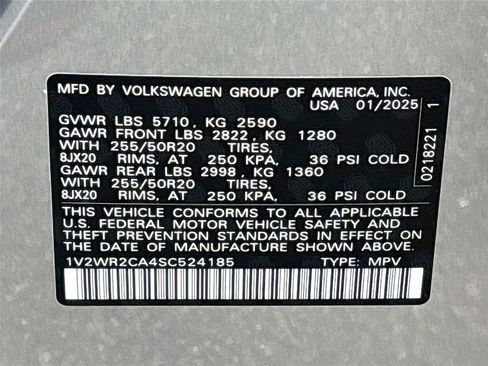 MFD BY VOLKSWAGEN GROUP OF AMERICA, INC.
USA 01/2025
GVWR LBS 5710, KG 2590
GAWR FRONT LBS 2822, KG 1280
WITH 255/50R20 TIRES,
8JX20 RIMS, AT 250 KPA, 36 PSI COLD
GAWR REAR LBS 2998, KG 1360
WITH 255/50R20 TIRES,
8JX20 RIMS, AT 250 KPA, 36 PSI COLD
THIS VEHICLE CONFORMS TO ALL APPLICABLE
U.S. FEDERAL MOTOR VEHICLE SAFETY AND
THEFT PREVENTION STANDARDS IN EFFECT ON
THE DATE OF MANUFACTURE SHOWN ABOVE.
1V2WR2CA4SC524185 TYPE: MPV
0218221 1